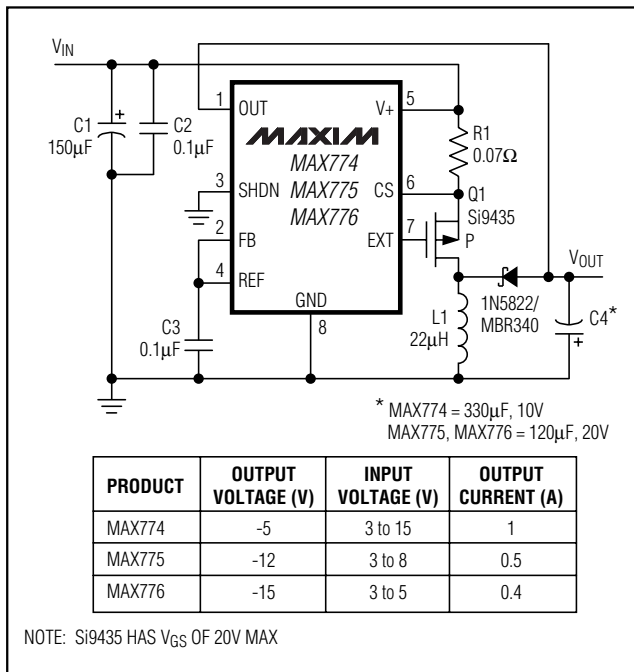 V_IN
C1
150µF
+
C2
0.1µF
1
OUT
V+
5
R1
0.07Ω
MAXIM
MAX774
MAX775
MAX776
3
SHDN
CS
6
Q1
Si9435
EXT
7
P
2
FB
4
REF
GND
8
V_OUT
1N5822/
MBR340
L1
22µH
C4*
+
C3
0.1µF
* MAX774 = 330µF, 10V
MAX775, MAX776 = 120µF, 20V
PRODUCT OUTPUT VOLTAGE (V) INPUT VOLTAGE (V) OUTPUT CURRENT (A)
MAX774 -5 3 to 15 1
MAX775 -12 3 to 8 0.5
MAX776 -15 3 to 5 0.4
NOTE: Si9435 HAS V_GS OF 20V MAX